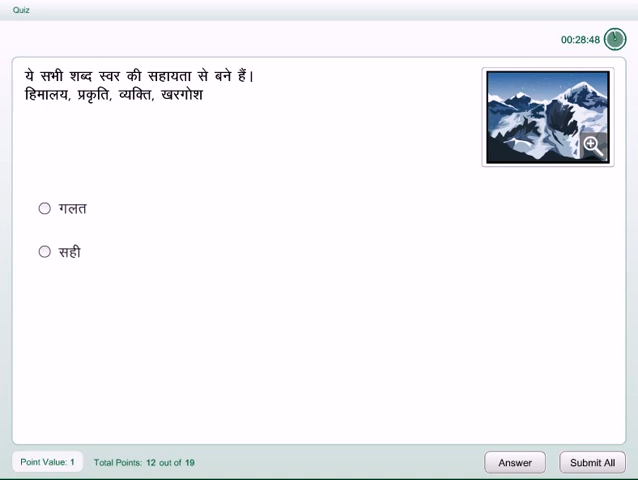 Quiz
00:28:48
ये सभी शब्द स्वर की सहायता से बने हैं।
हिमालय, प्रकृति, व्यक्ति, खरगोश
गलत
सही
Point Value: 1 Total Points: 12 out of 19 Answer Submit All